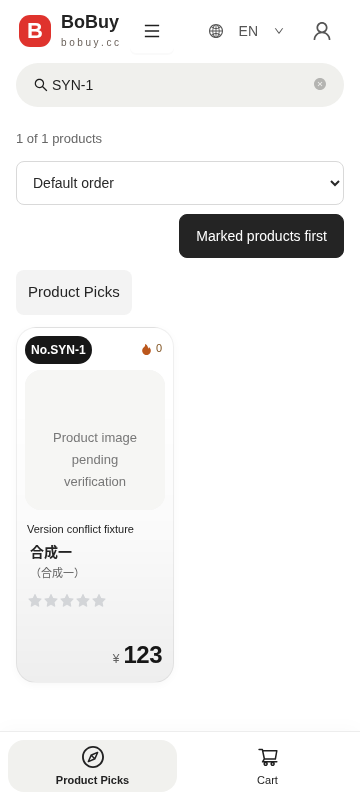 B BoBuy
bobuy.cc
EN
SYN-1
1 of 1 products
Default order
Marked products first
Product Picks
No.SYN-1
0
Product image
pending
verification
Version conflict fixture
合成一
（合成一）
¥ 123
Product Picks
Cart